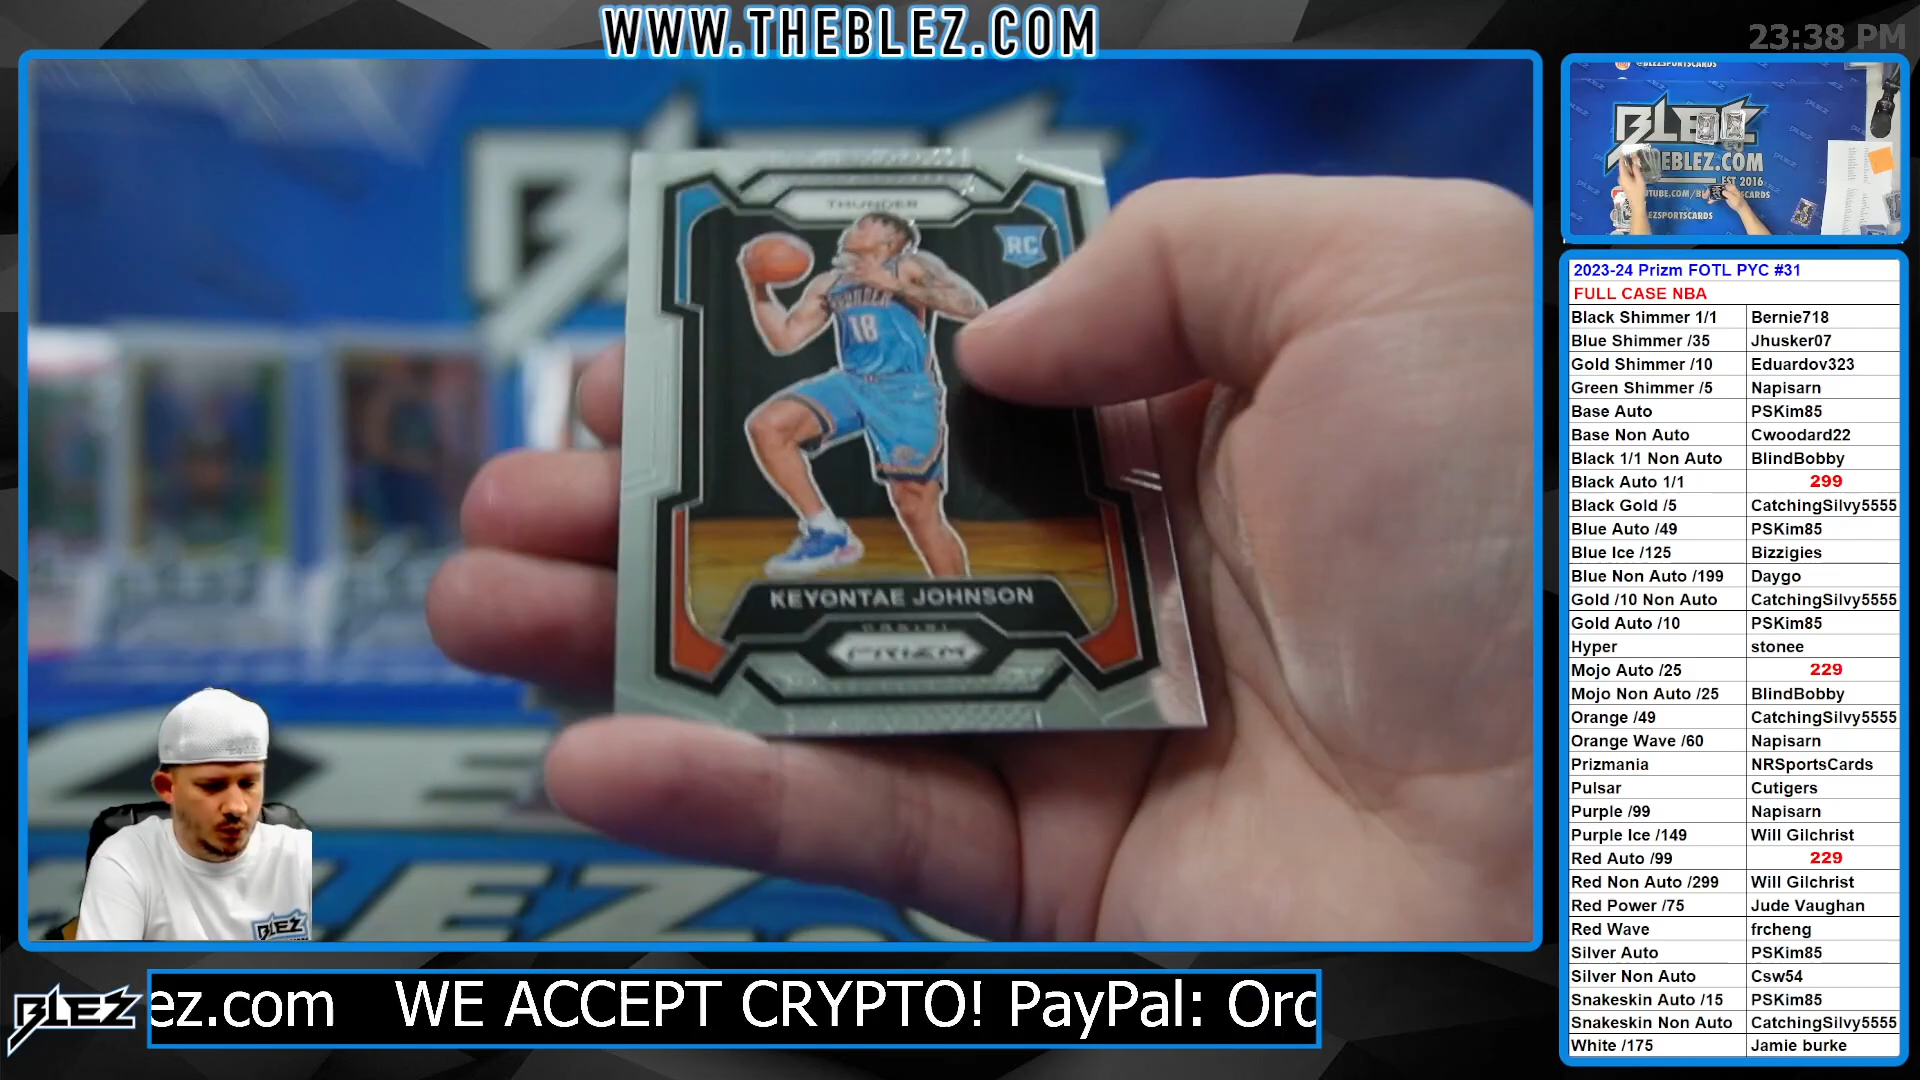 WWW.THEBLEZ.COM
23:38 PM
THUNDER
RC
18
KEYONTAE JOHNSON
PANINI
PRIZM
BLEZ
THEBLEZ.COM
EST 2016
2023-24 Prizm FOTL PYC #31
FULL CASE NBA
Black Shimmer 1/1 Bernie718
Blue Shimmer /35 Jhusker07
Gold Shimmer /10 Eduardov323
Green Shimmer /5 Napisarn
Base Auto PSKim85
Base Non Auto Cwoodard22
Black 1/1 Non Auto BlindBobby
Black Auto 1/1 299
Black Gold /5 CatchingSilvy5555
Blue Auto /49 PSKim85
Blue Ice /125 Bizzigies
Blue Non Auto /199 Daygo
Gold /10 Non Auto CatchingSilvy5555
Gold Auto /10 PSKim85
Hyper stonee
Mojo Auto /25 229
Mojo Non Auto /25 BlindBobby
Orange /49 CatchingSilvy5555
Orange Wave /60 Napisarn
Prizmania NRSportsCards
Pulsar Cutigers
Purple /99 Napisarn
Purple Ice /149 Will Gilchrist
Red Auto /99 229
Red Non Auto /299 Will Gilchrist
Red Power /75 Jude Vaughan
Red Wave frcheng
Silver Auto PSKim85
Silver Non Auto Csw54
Snakeskin Auto /15 PSKim85
Snakeskin Non Auto CatchingSilvy5555
White /175 Jamie burke
BLEZ
BLEZ
ez.com WE ACCEPT CRYPTO! PayPal: Orc